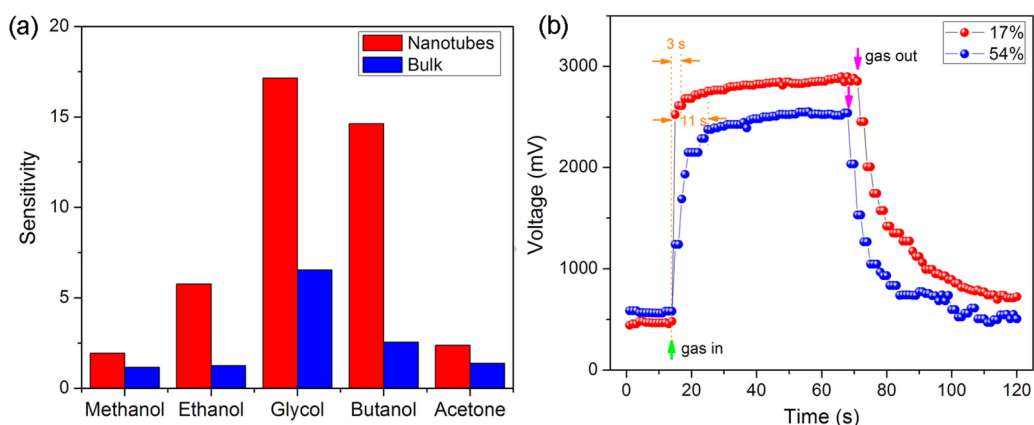 (a)
20
15
10
5
0
Sensitivity
Nanotubes
Bulk
Methanol Ethanol Glycol Butanol Acetone
(b)
3000
2000
1000
0
Voltage (mV)
3 s
11 s
gas in
gas out
17%
54%
0 20 40 60 80 100 120
Time (s)